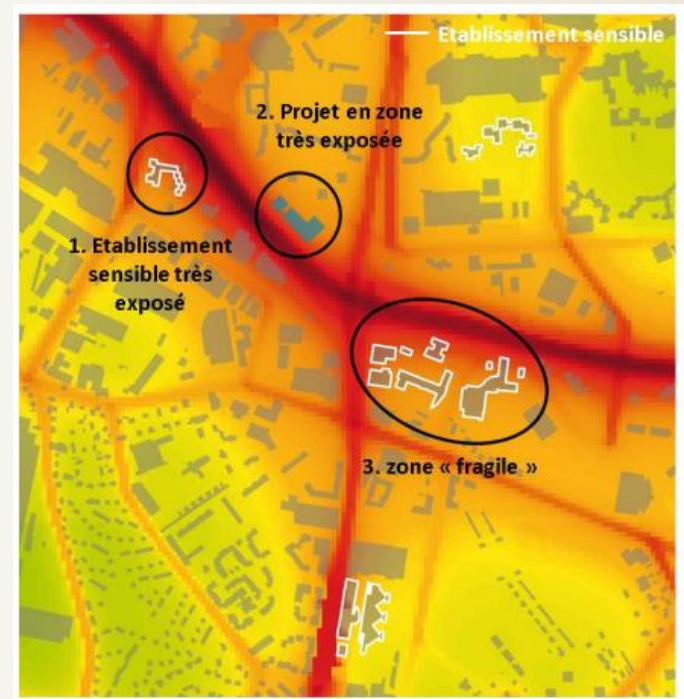 Etablissement sensible
2. Projet en zone
très exposée
1. Etablissement
sensible très
exposé
3. zone « fragile »